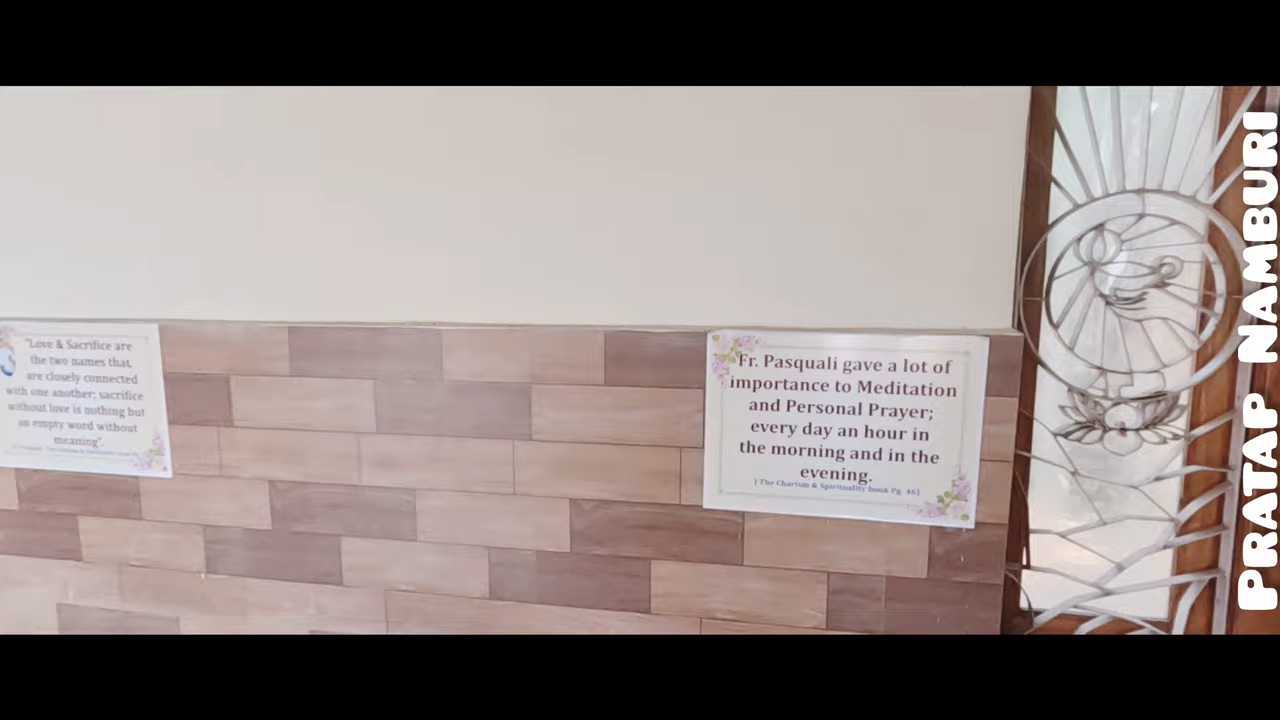 "Love & Sacrifice are
the two names that,
are closely connected
with one another; sacrifice
without love is nothing but
an empty word without
meaning".
Fr. Pasquali gave a lot of
importance to Meditation
and Personal Prayer;
every day an hour in
the morning and in the
evening.
[The Charism & Spirituality book Pg. 46]
PRATAP NAMBURI